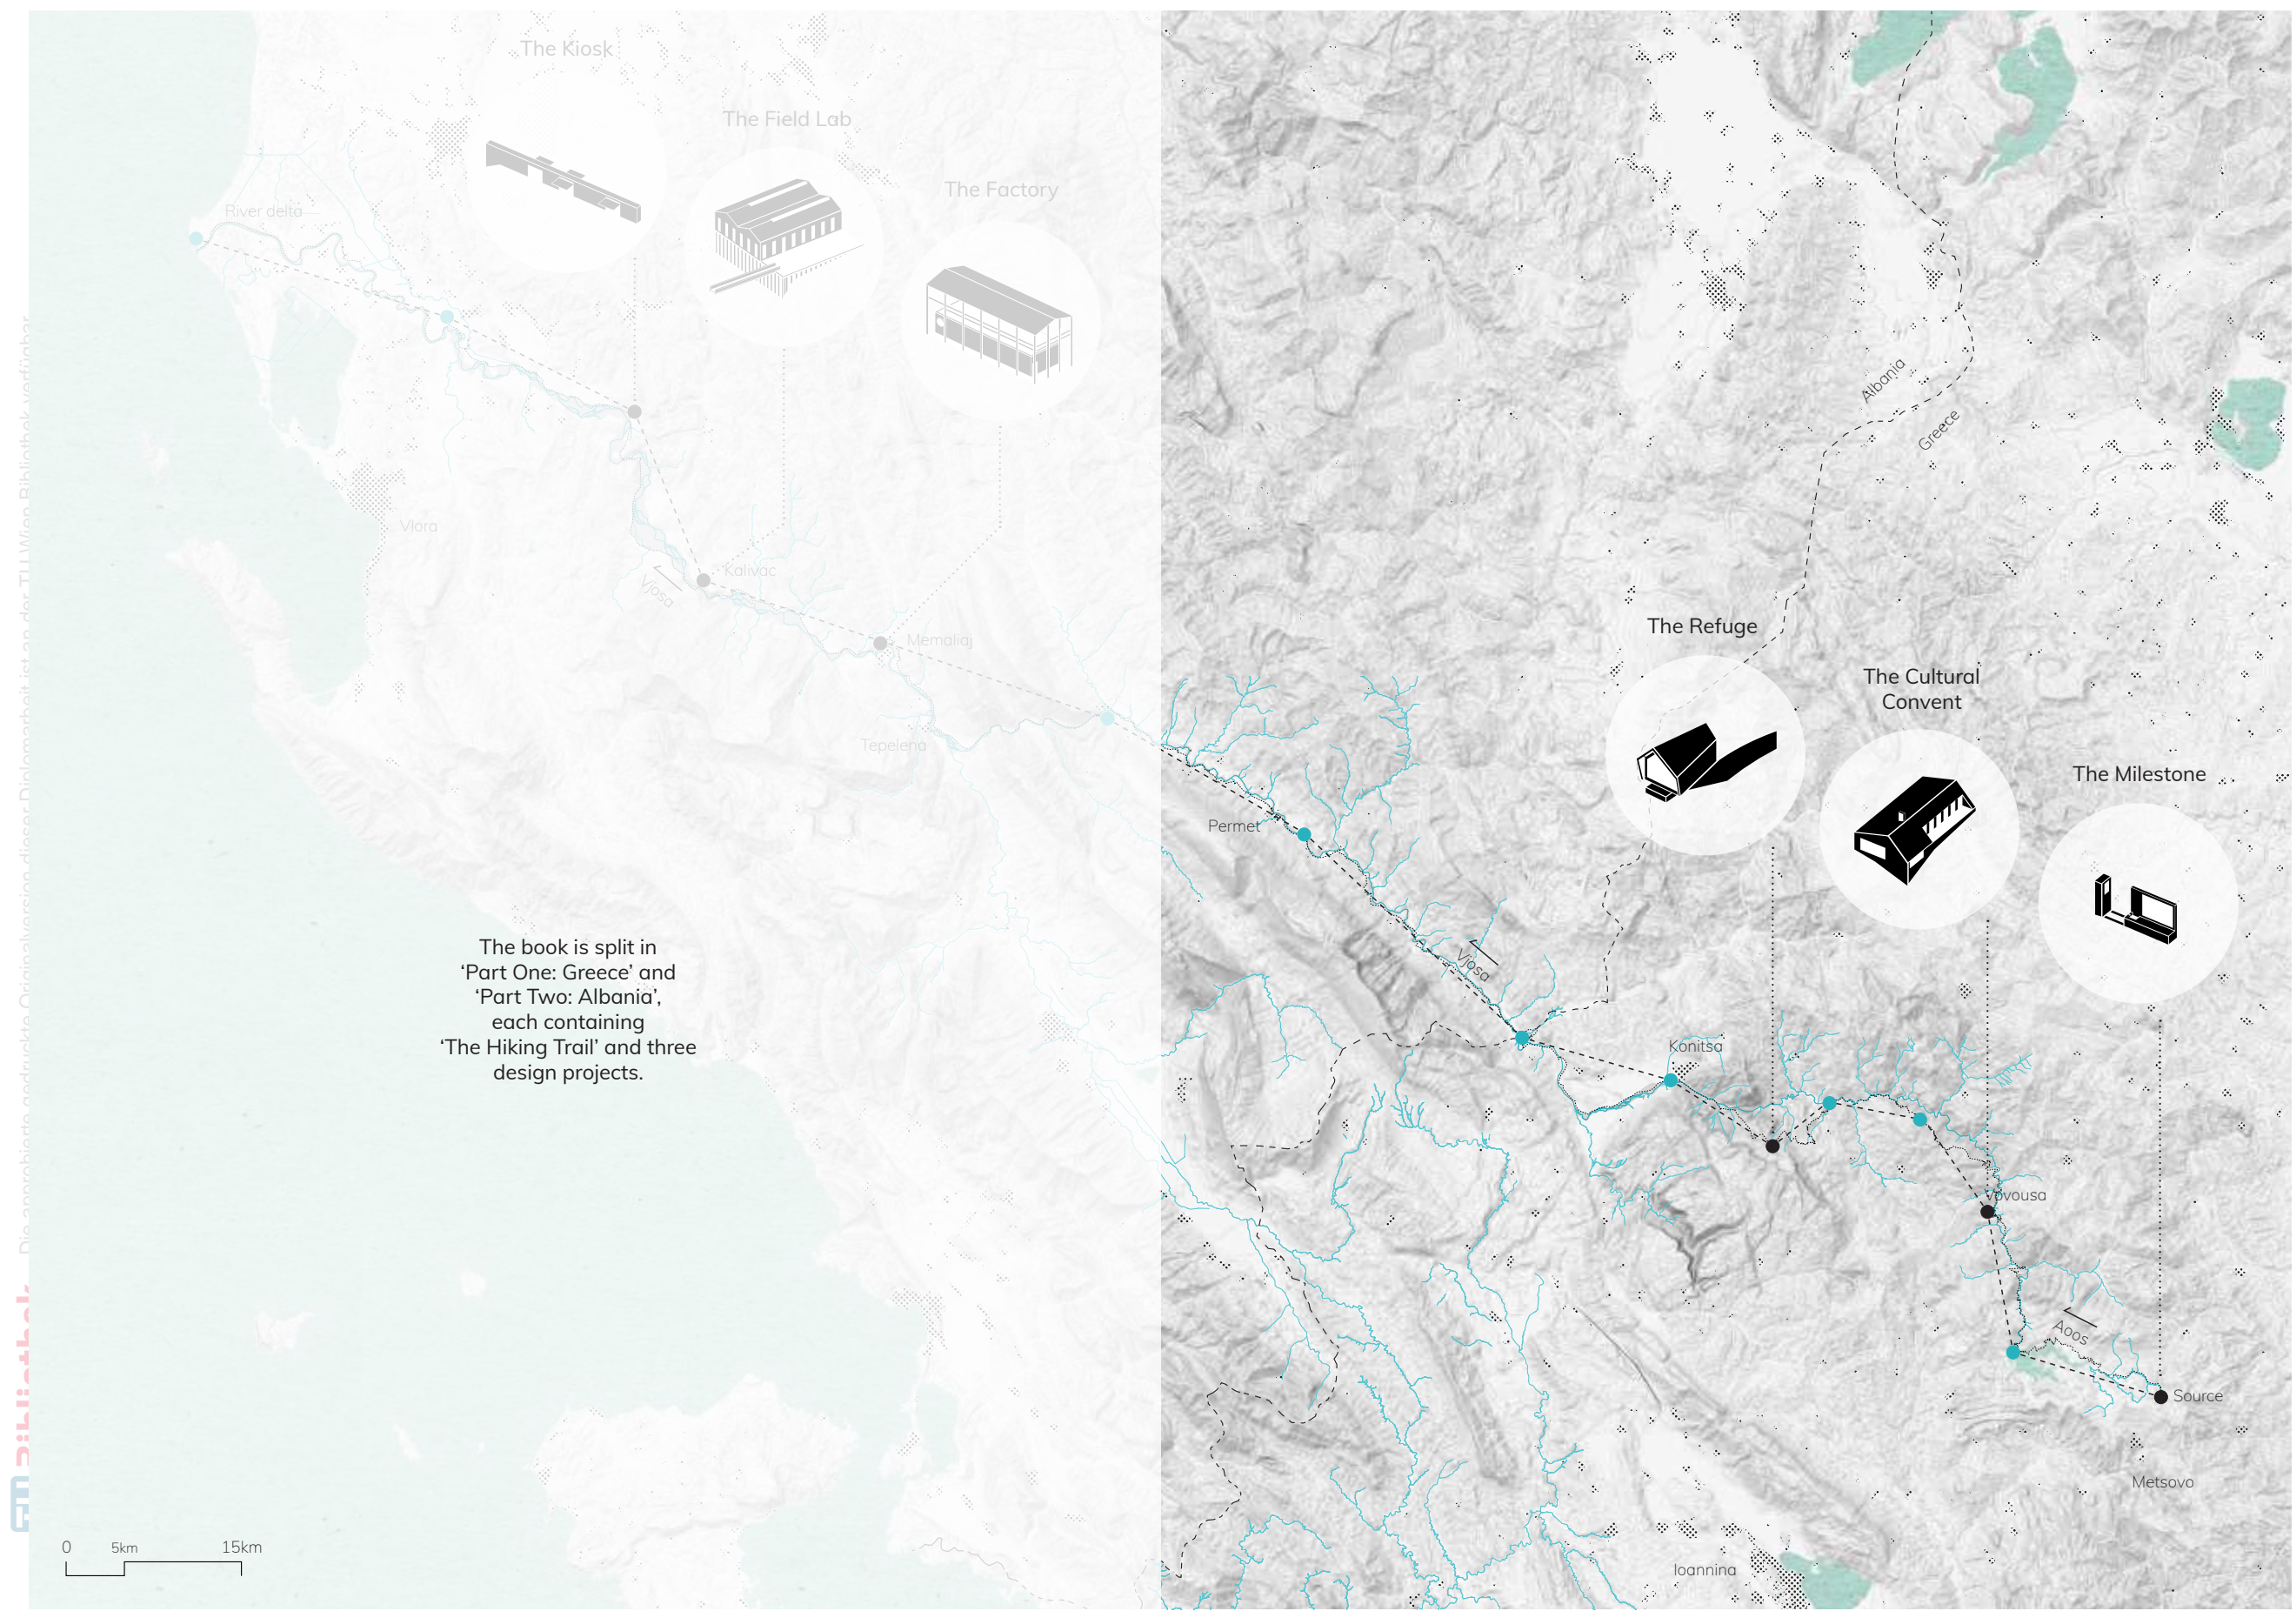 The Kiosk
The Field Lab
The Factory
River delta
Vlora
Kalivac
Vjosa
Memaliaj
Tepelena
The book is split in
‘Part One: Greece’ and
‘Part Two: Albania’,
each containing
‘The Hiking Trail’ and three
design projects.
0 5km 15km
Albania
Greece
The Refuge
The Cultural
Convent
The Milestone
Permet
Vjosa
Konitsa
Vovousa
Aoos
Source
Metsovo
Ioannina